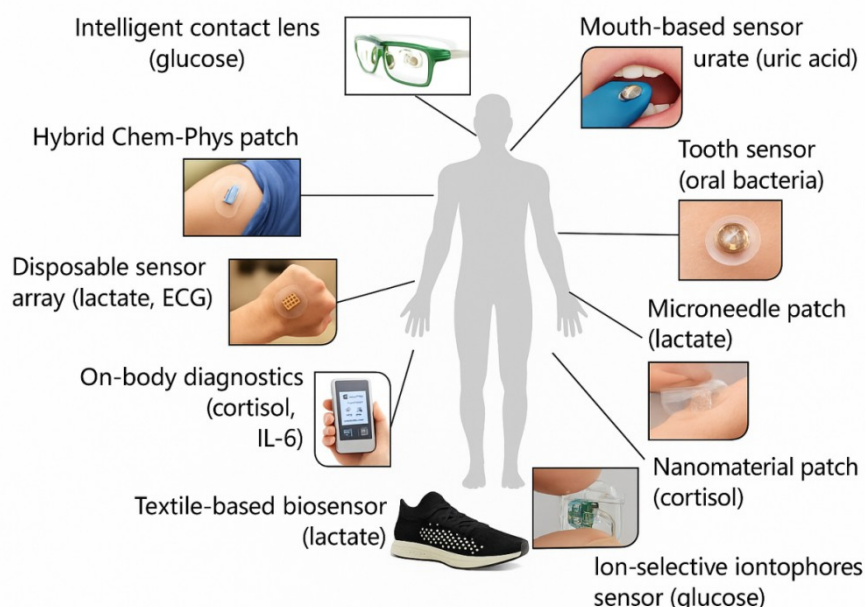 Intelligent contact lens
(glucose)
Mouth-based sensor
urate (uric acid)
Hybrid Chem-Phys patch
Tooth sensor
(oral bacteria)
Disposable sensor
array (lactate, ECG)
Microneedle patch
(lactate)
On-body diagnostics
(cortisol,
IL-6)
Nanomaterial patch
(cortisol)
Textile-based biosensor
(lactate)
Ion-selective iontophores
sensor (glucose)